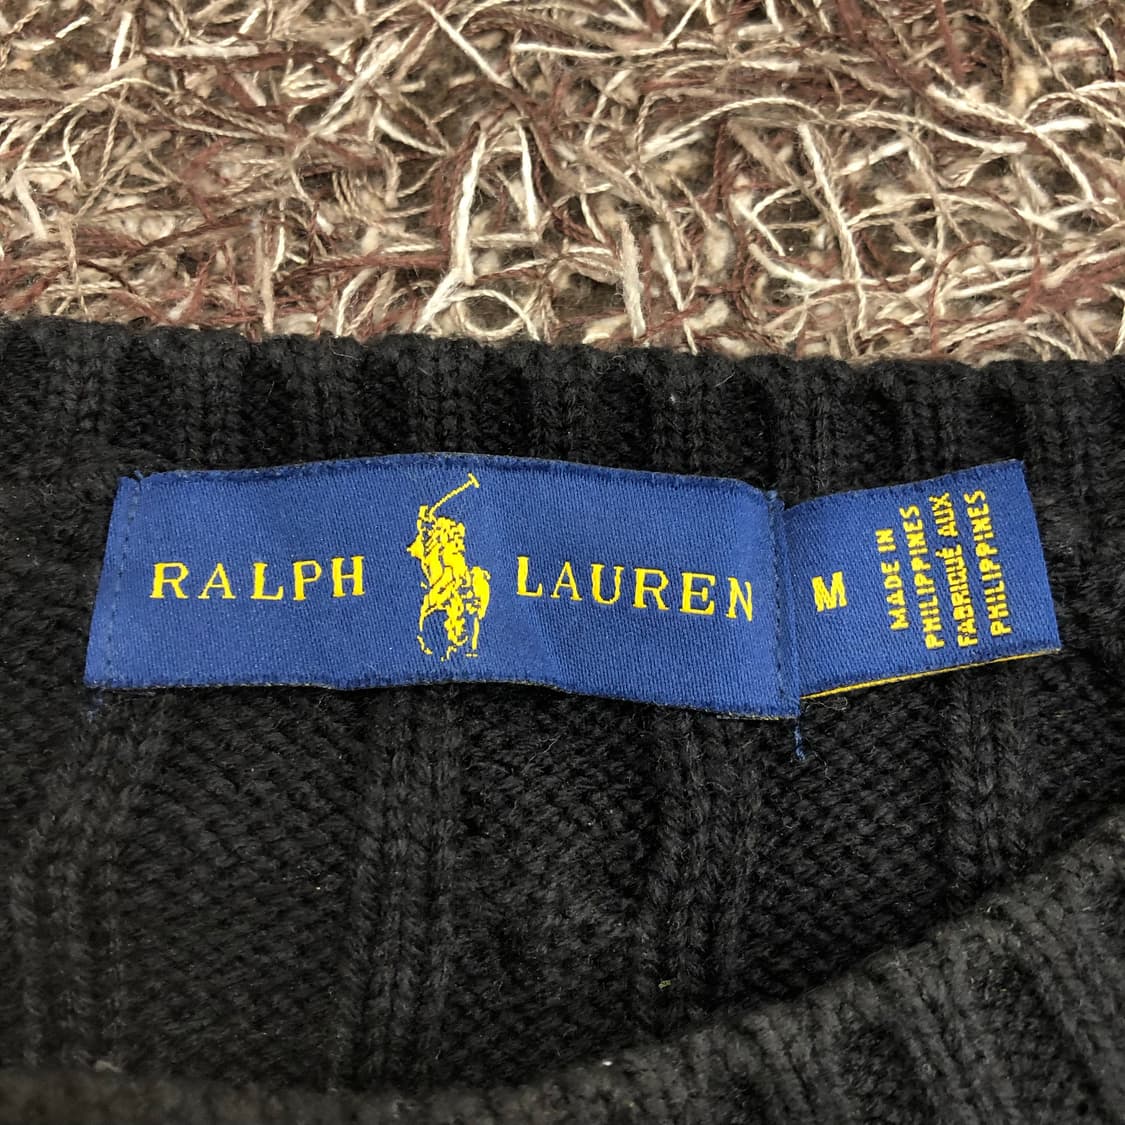 RALPH LAUREN
M
MADE IN
PHILIPPINES
FABRIQUÉ AUX
PHILIPPINES